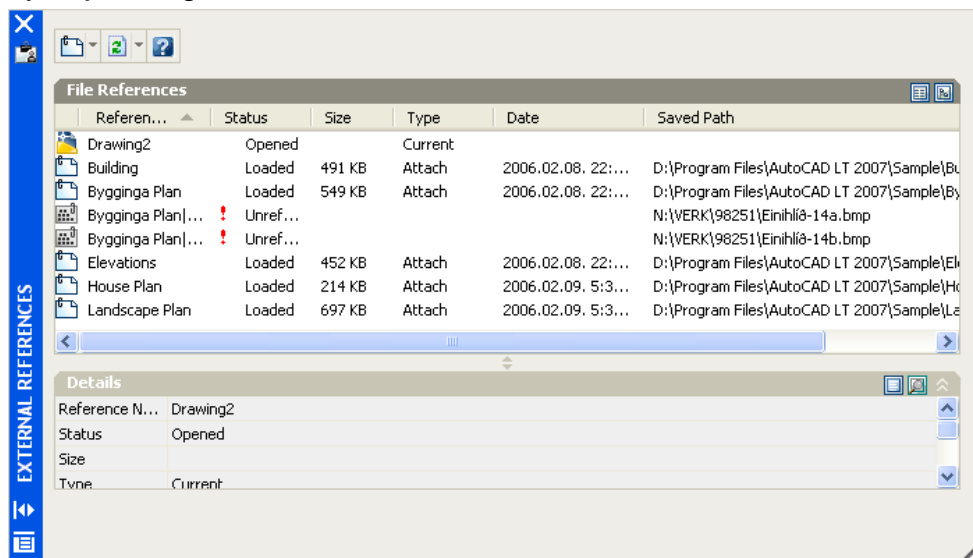 EXTERNAL REFERENCES
File References
Referen... Status Size Type Date Saved Path
Drawing2 Opened Current
Building Loaded 491 KB Attach 2006.02.08. 22:... D:\Program Files\AutoCAD LT 2007\Sample\Bu
Bygginga Plan Loaded 549 KB Attach 2006.02.08. 22:... D:\Program Files\AutoCAD LT 2007\Sample\By
Bygginga Plan|... ! Unref... N:\VERK\98251\Einihlíð-14a.bmp
Bygginga Plan|... ! Unref... N:\VERK\98251\Einihlíð-14b.bmp
Elevations Loaded 452 KB Attach 2006.02.08. 22:... D:\Program Files\AutoCAD LT 2007\Sample\El
House Plan Loaded 214 KB Attach 2006.02.09. 5:3... D:\Program Files\AutoCAD LT 2007\Sample\Ho
Landscape Plan Loaded 697 KB Attach 2006.02.09. 5:3... D:\Program Files\AutoCAD LT 2007\Sample\La
Details
Reference N... Drawing2
Status Opened
Size
Type Current